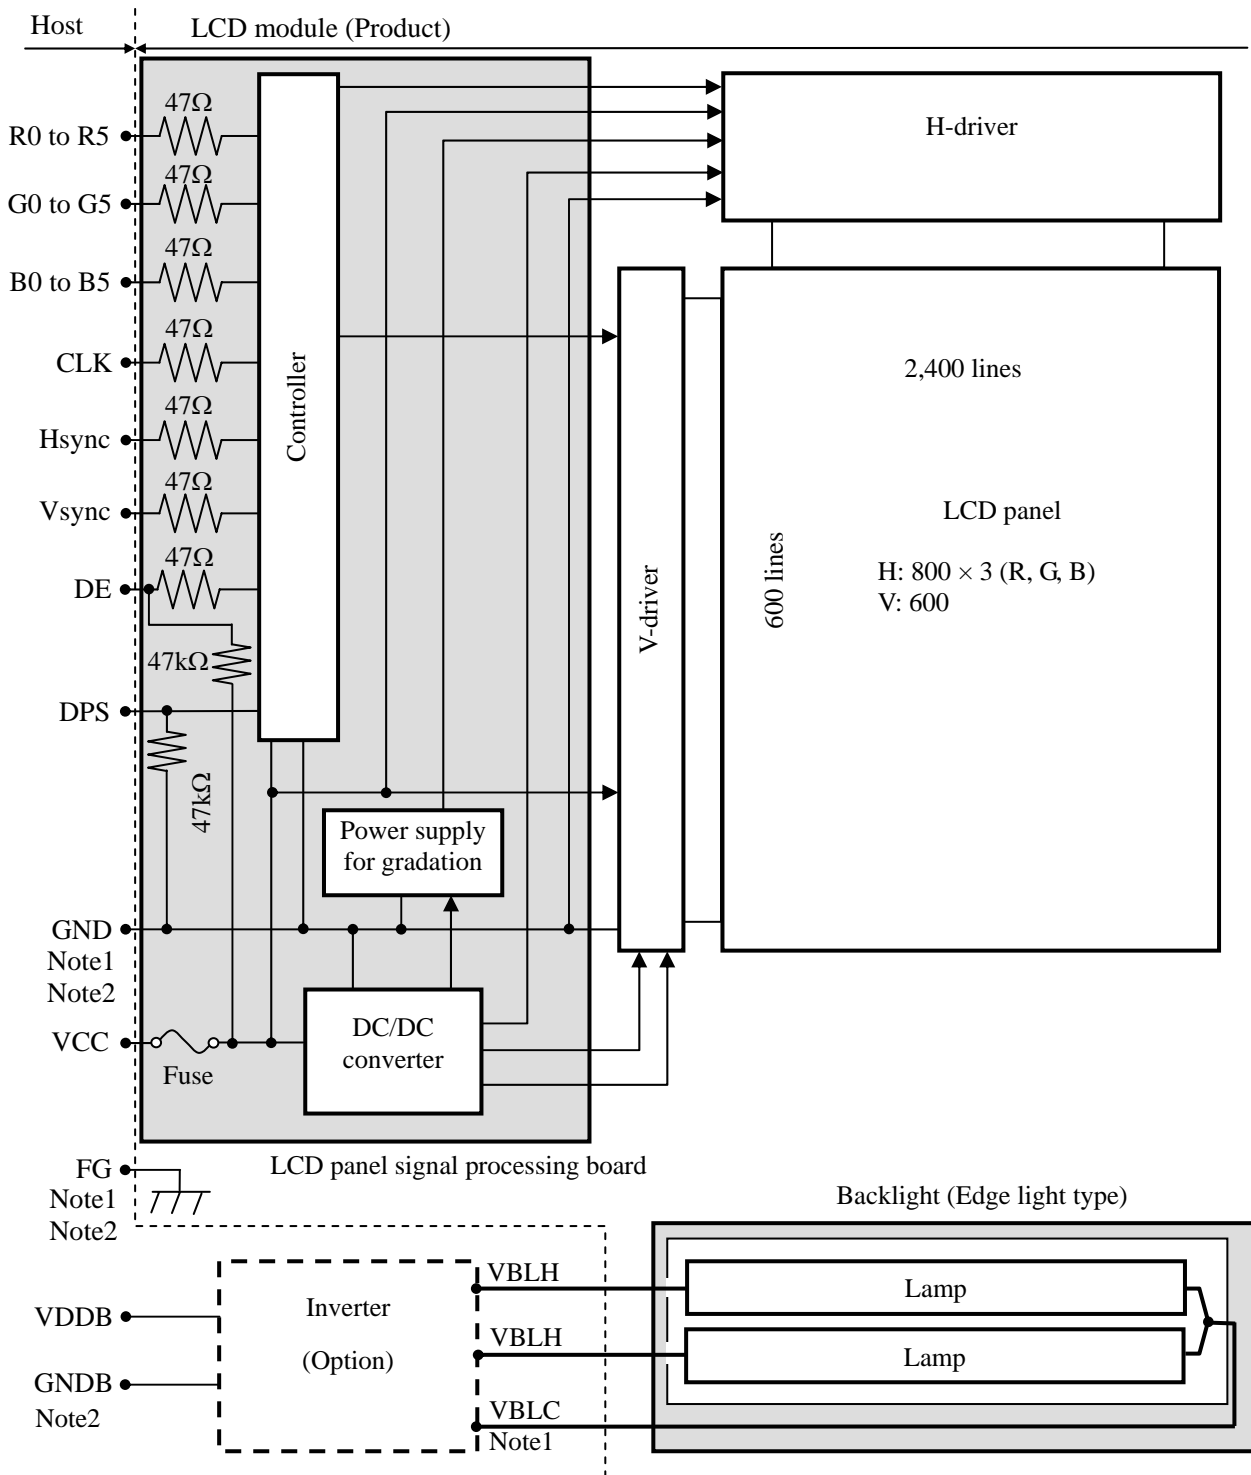 Host
LCD module (Product)
47Ω
R0 to R5
H-driver
47Ω
G0 to G5
47Ω
B0 to B5
47Ω
CLK
2,400 lines
Controller
47Ω
Hsync
47Ω
Vsync
LCD panel
47Ω
DE
H: 800 × 3 (R, G, B)
V: 600
600 lines
V-driver
47kΩ
DPS
47kΩ
Power supply
for gradation
GND
Note1
Note2
VCC
Fuse
DC/DC
converter
FG
Note1
Note2
LCD panel signal processing board
Backlight (Edge light type)
VBLH
Lamp
Inverter
(Option)
VDDB
VBLH
Lamp
GNDB
Note2
VBLC
Note1